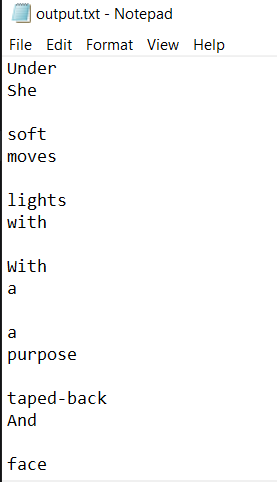 output.txt - Notepad
File Edit Format View Help
Under
She

soft
moves

lights
with

With
a

a
purpose

taped-back
And

face